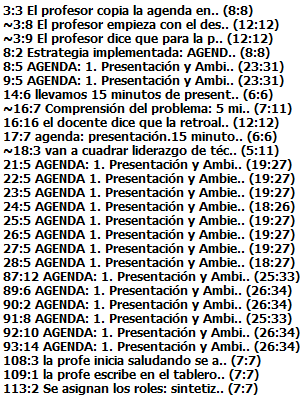 3:3 El profesor copia la agenda en.. (8:8)
~3:8 El profesor empieza con el des.. (12:12)
~3:9 El profesor dice que para la p.. (12:12)
8:2 Estrategia implementada: AGEND.. (8:8)
8:5 AGENDA: 1. Presentación y Ambi.. (23:31)
9:5 AGENDA: 1. Presentación y Ambi.. (23:31)
14:6 llevamos 15 minutos de present.. (6:6)
~16:7 Comprensión del problema: 5 mi.. (7:11)
16:16 el docente dice que la retroal.. (12:12)
17:7 agenda: presentación.15 minuto.. (6:6)
~18:3 van a cuadrar liderazgo de téc.. (5:11)
21:5 AGENDA: 1. Presentación y Ambi.. (19:27)
22:5 AGENDA 1. Presentación y Ambie.. (19:27)
23:5 AGENDA 1. Presentación y Ambie.. (19:27)
24:5 AGENDA 1. Presentación y Ambie.. (18:26)
25:5 AGENDA 1. Presentación y Ambie.. (19:27)
26:5 AGENDA 1. Presentación y Ambie.. (19:27)
27:5 AGENDA 1. Presentación y Ambie.. (19:27)
28:5 AGENDA 1. Presentación y Ambie.. (18:27)
87:12 AGENDA: 1. Presentación y Ambi.. (25:33)
89:6 AGENDA: 1. Presentación y Ambi.. (26:34)
90:2 AGENDA: 1. Presentación y Ambi.. (26:34)
91:8 AGENDA: 1. Presentación y Ambi.. (25:33)
92:10 AGENDA: 1. Presentación y Ambi.. (26:34)
93:14 AGENDA: 1. Presentación y Ambi.. (26:34)
108:3 la profe inicia saludando se a.. (7:7)
109:1 la profe escribe en el tablero.. (7:7)
113:2 Se asignan los roles: sintetiz.. (7:7)